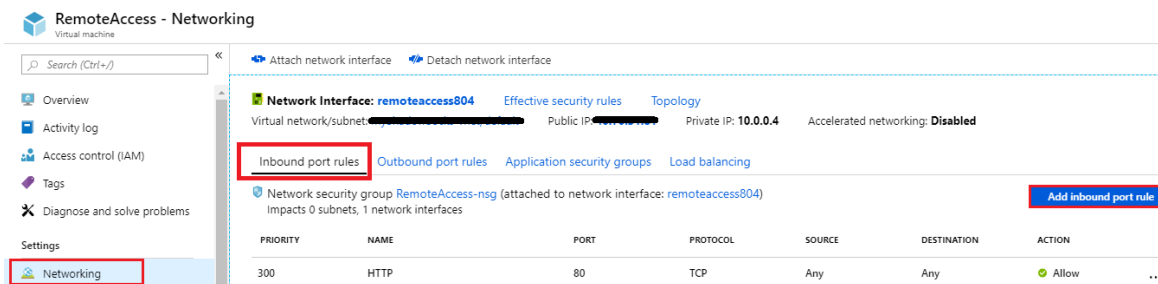 RemoteAccess - Networking
Virtual machine
Search (Ctrl+/)
«
Attach network interface Detach network interface
Overview
Activity log
Access control (IAM)
Tags
Diagnose and solve problems
Settings
Networking
Network Interface: remoteaccess804 Effective security rules Topology
Virtual network/subnet: Public IP: Private IP: 10.0.0.4 Accelerated networking: Disabled
Inbound port rules Outbound port rules Application security groups Load balancing
Network security group RemoteAccess-nsg (attached to network interface: remoteaccess804)
Impacts 0 subnets, 1 network interfaces
Add inbound port rule
PRIORITY NAME PORT PROTOCOL SOURCE DESTINATION ACTION
300 HTTP 80 TCP Any Any Allow ..